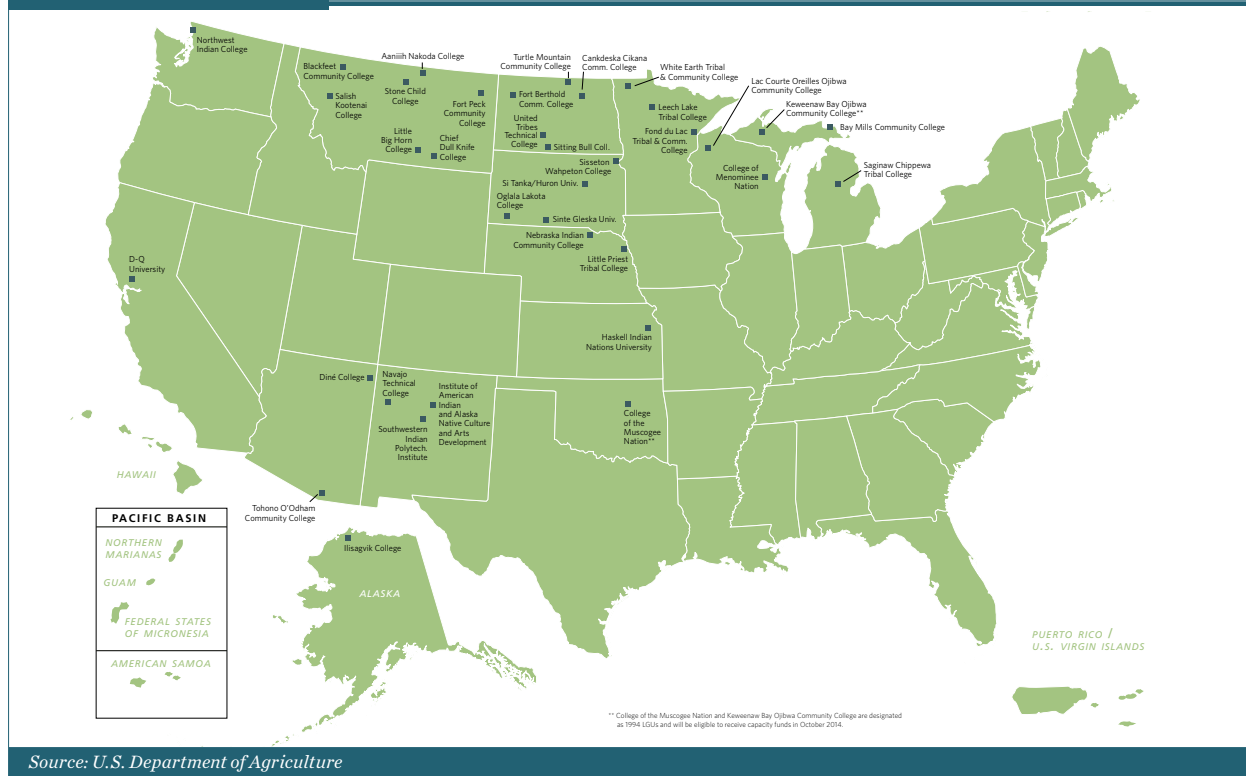 Northwest
Indian College
Blackfeet
Community College
Salish
Kootenai
College
Aaniiih Nakoda College
Stone Child
College
Fort Peck
Community
College
Little
Big Horn
College
Chief
Dull Knife
College
Turtle Mountain
Community College
Cankdeska Cikana
Comm. College
Fort Berthold
Comm. College
United
Tribes
Technical
College
Sitting Bull Coll.
Sisseton
Wahpeton College
Si Tanka/Huron Univ.
Oglala Lakota
College
Sinte Gleska Univ.
Nebraska Indian
Community College
Little Priest
Tribal College
White Earth Tribal
& Community College
Leech Lake
Tribal College
Fond du Lac
Tribal & Comm.
College
Lac Courte Oreilles Ojibwa
Community College
Keweenaw Bay Ojibwa
Community College**
Bay Mills Community College
College of
Menominee
Nation
Saginaw Chippewa
Tribal College
D-Q
University
Haskell Indian
Nations University
Diné College
Navajo
Technical
College
Institute of
American
Indian
and Alaska
Native Culture
and Arts
Development
Southwestern
Indian
Polytech.
Institute
College
of the
Muscogee
Nation**
Tohono O'Odham
Community College
HAWAII
PACIFIC BASIN
NORTHERN
MARIANAS
GUAM
FEDERAL STATES
OF MICRONESIA
AMERICAN SAMOA
Ilisagvik College
ALASKA
PUERTO RICO /
U.S. VIRGIN ISLANDS
** College of the Muscogee Nation and Keweenaw Bay Ojibwa Community College are designated
as 1994 LGUs and will be eligible to receive capacity funds in October 2014.
Source: U.S. Department of Agriculture